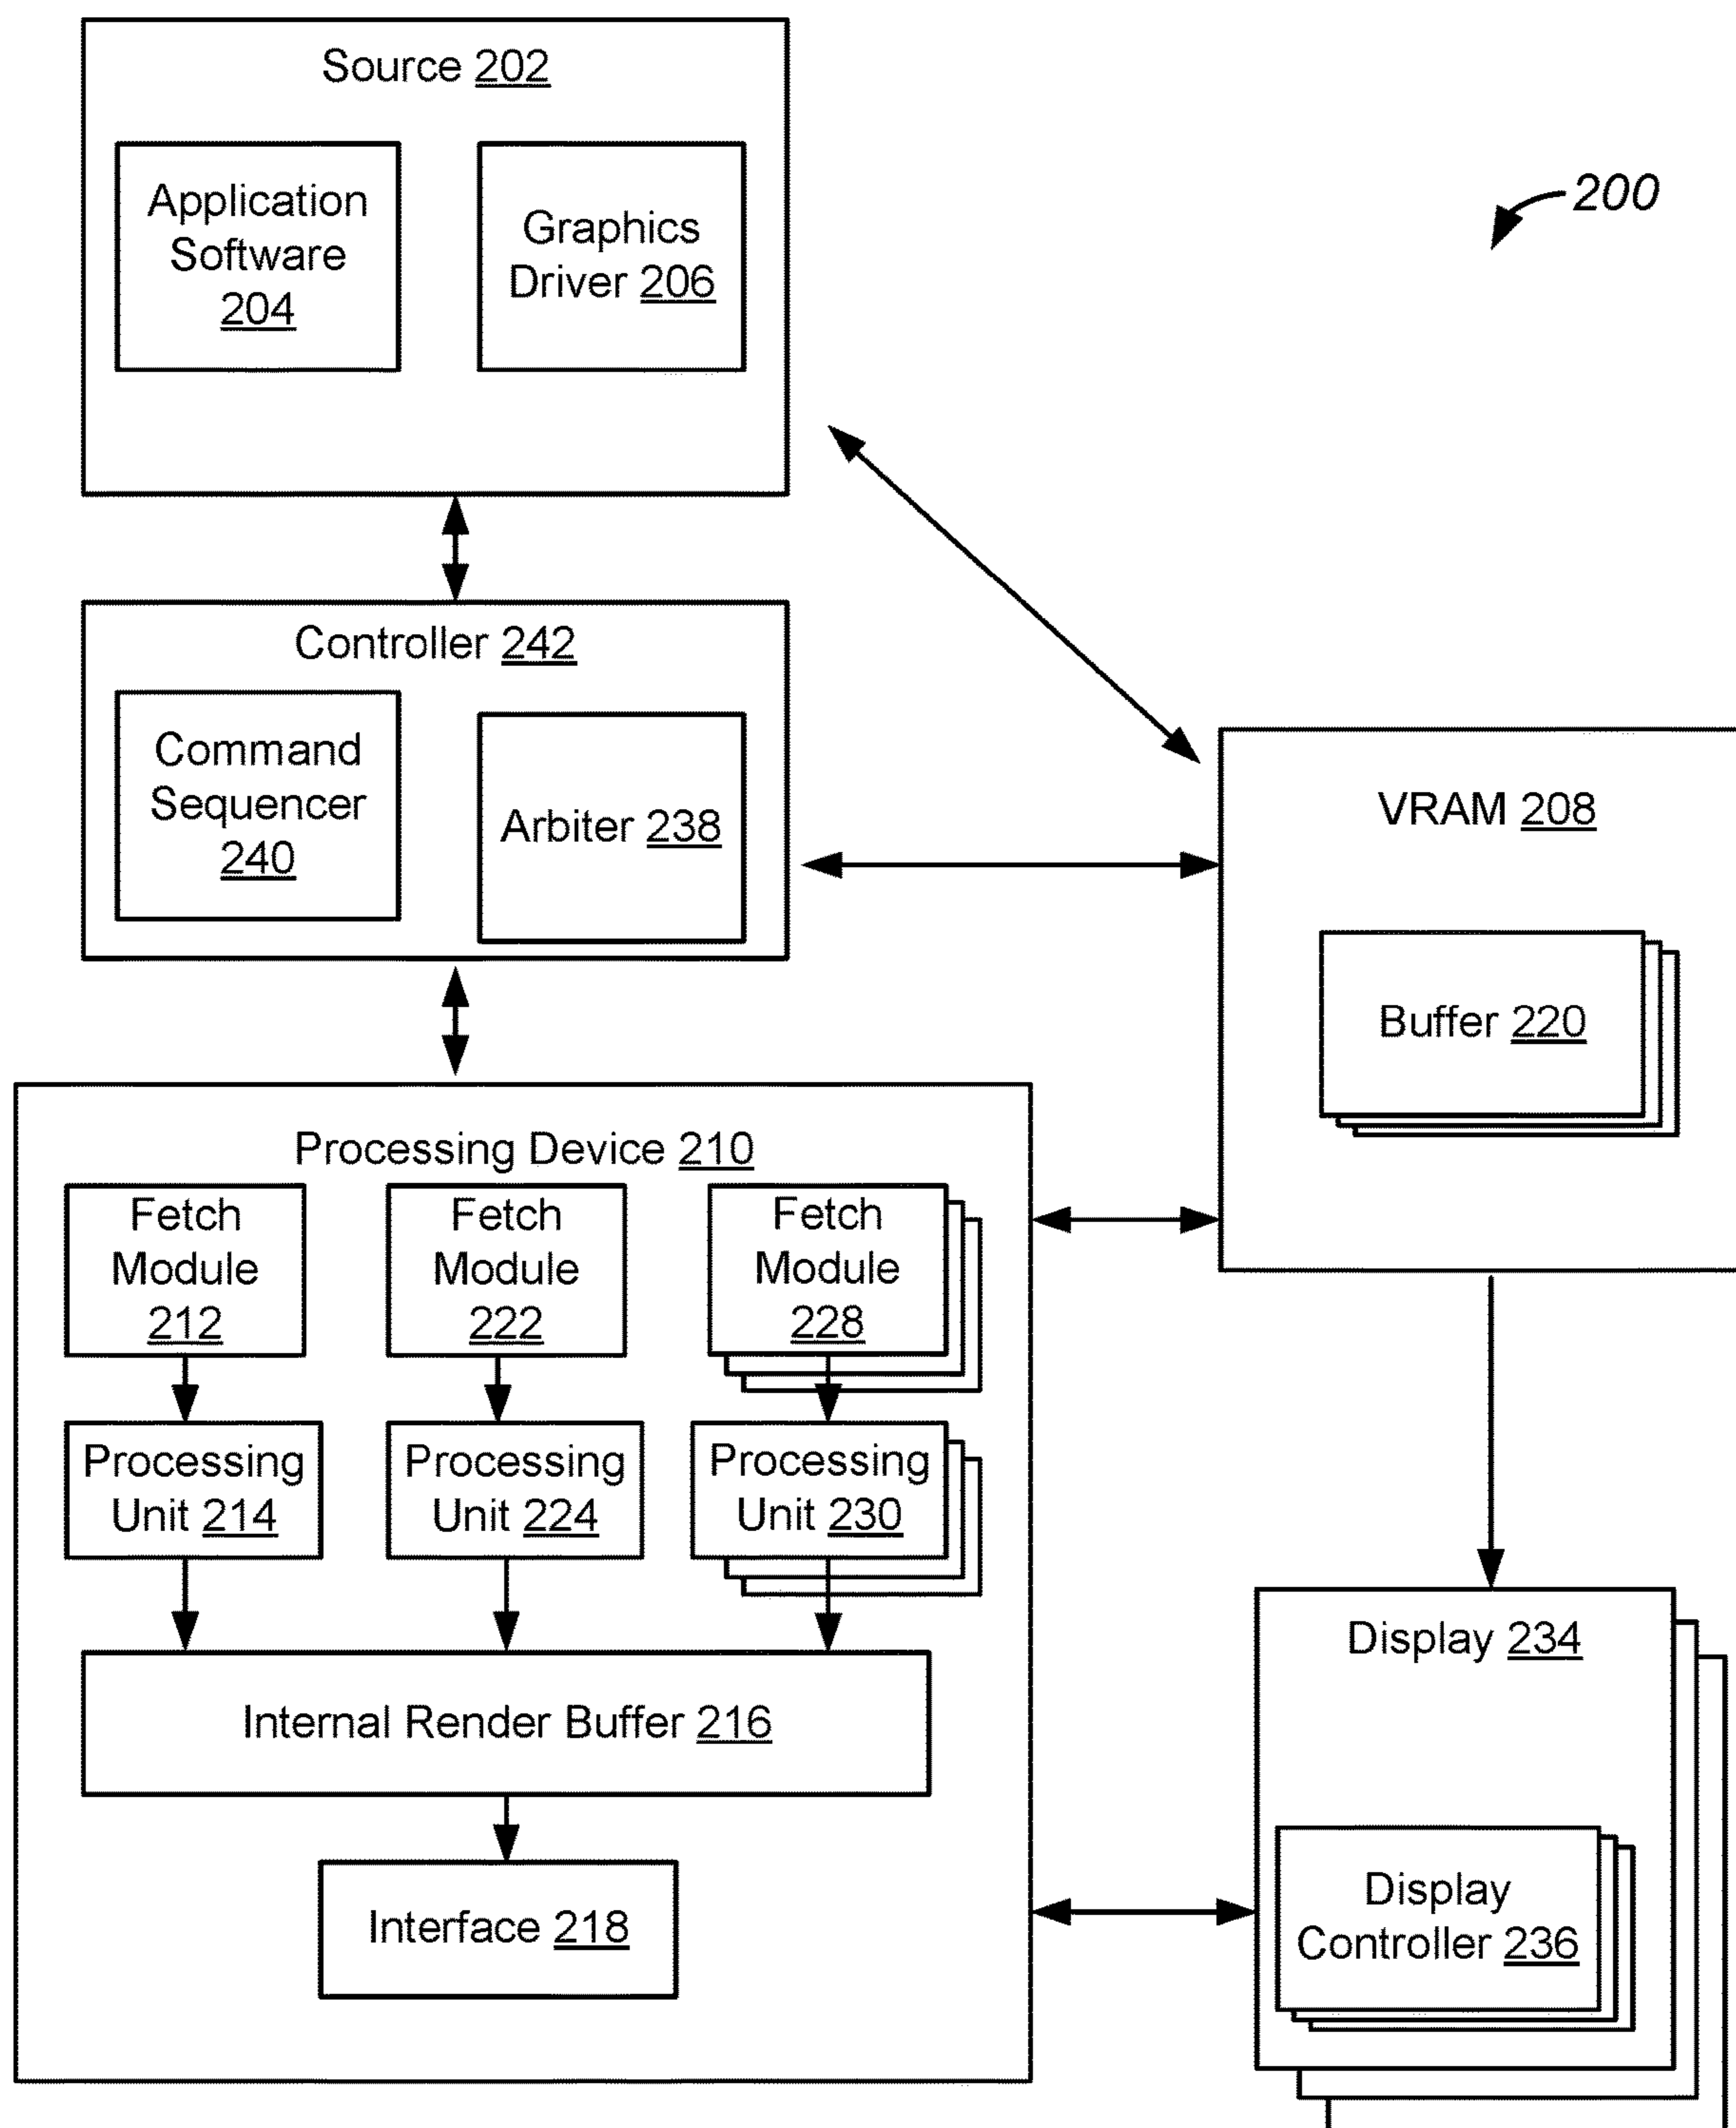 Source 202
Application
Software
204
Graphics
Driver 206
200
Controller 242
Command
Sequencer
240
Arbiter 238
VRAM 208
Buffer 220
Processing Device 210
Fetch
Module
212
Fetch
Module
222
Fetch
Module
228
Processing
Unit 214
Processing
Unit 224
Processing
Unit 230
Internal Render Buffer 216
Interface 218
Display 234
Display
Controller 236